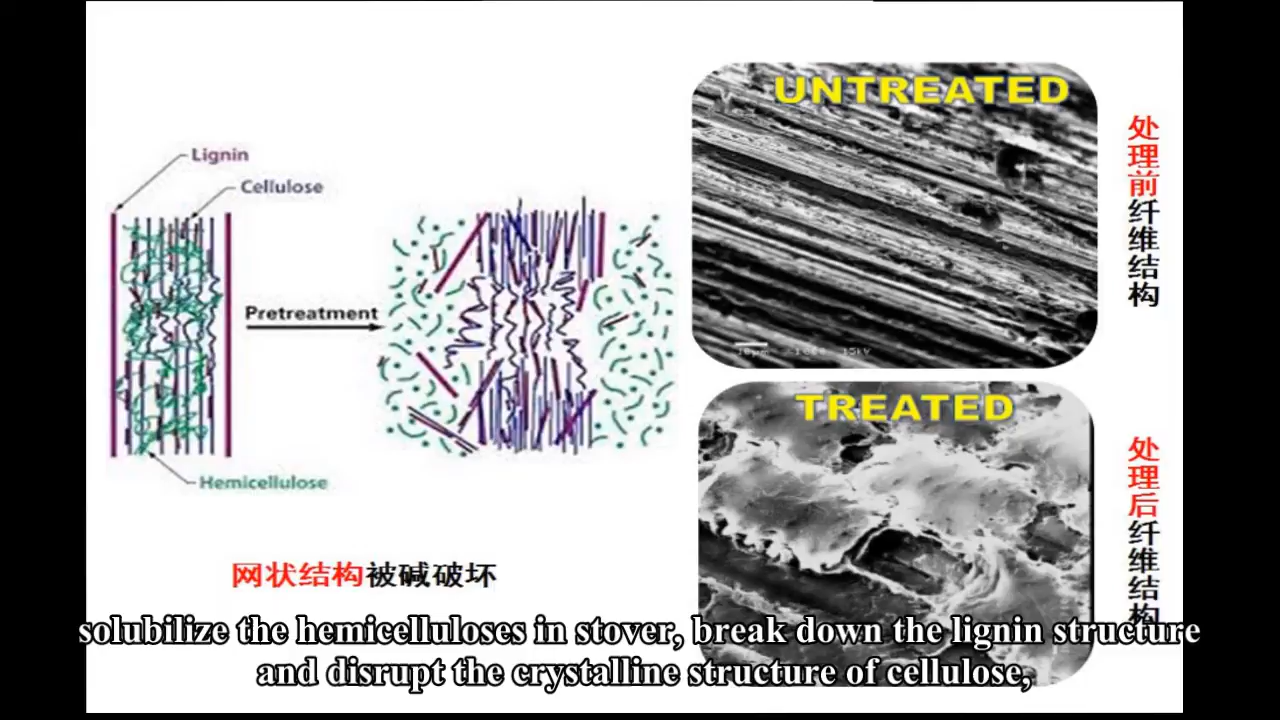 Lignin
Cellulose
Pretreatment
Hemicellulose
网状结构被碱破坏
UNTREATED
处理前纤维结构
TREATED
处理后纤维结构
solubilize the hemicelluloses in stover, break down the lignin structure
and disrupt the crystalline structure of cellulose,